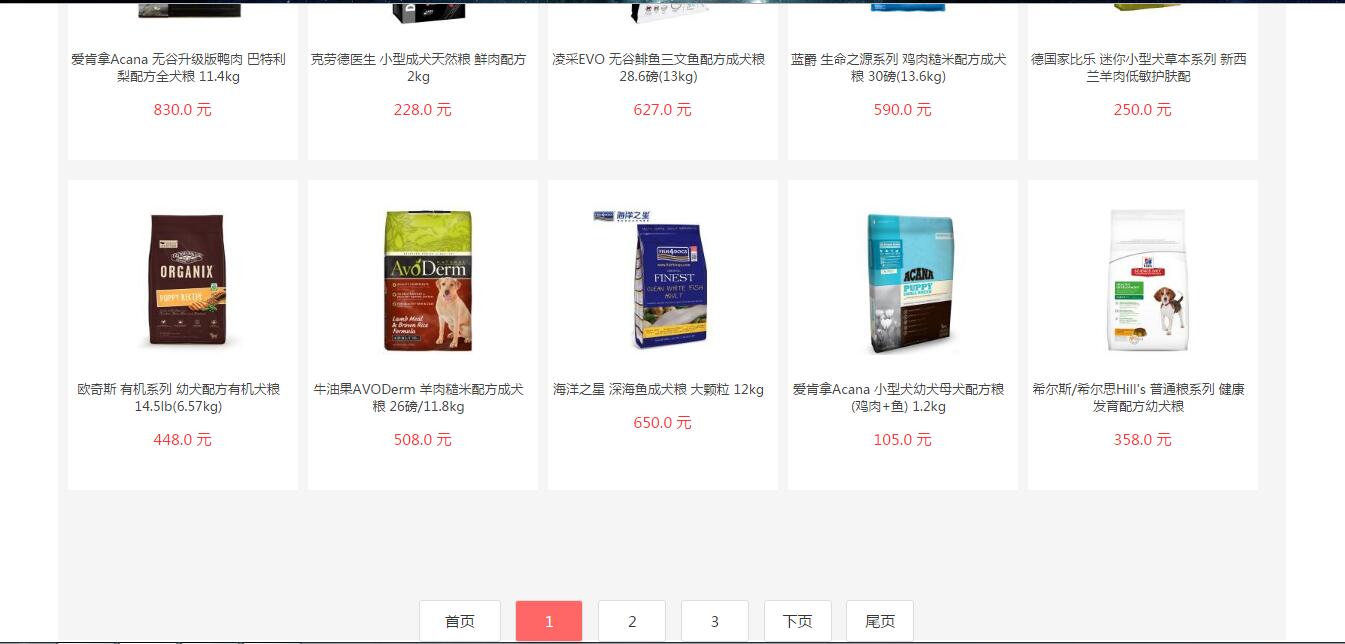 爱肯拿Acana 无谷升级版鸭肉 巴特利
梨配方全犬粮 11.4kg
830.0 元
克劳德医生 小型成犬天然粮 鲜肉配方
2kg
228.0 元
凌采EVO 无谷鲱鱼三文鱼配方成犬粮
28.6磅(13kg)
627.0 元
蓝爵 生命之源系列 鸡肉糙米配方成犬
粮 30磅(13.6kg)
590.0 元
德国家比乐 迷你小型犬草本系列 新西
兰羊肉低敏护肤配
250.0 元
ORGANIX
PUPPY RECIPE
欧奇斯 有机系列 幼犬配方有机犬粮
14.5lb(6.57kg)
448.0 元
AvoDerm
NATURAL
Lamb Meal
& Brown Rice
Formula
牛油果AVODerm 羊肉糙米配方成犬
粮 26磅/11.8kg
508.0 元
海洋之星
FISH4DOGS
FINEST
OCEAN WHITE FISH
ADULT
海洋之星 深海鱼成犬粮 大颗粒 12kg
650.0 元
ACANA
PUPPY
SMALL BREED
爱肯拿Acana 小型犬幼犬母犬配方粮
(鸡肉+鱼) 1.2kg
105.0 元
Hill's
SCIENCE DIET
希尔斯/希尔思Hill's 普通粮系列 健康
发育配方幼犬粮
358.0 元
首页
1
2
3
下页
尾页